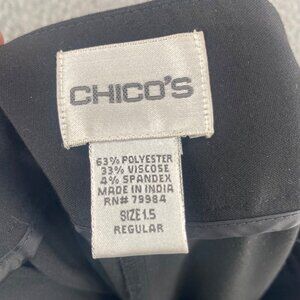 CHICO'S
63% POLYESTER
33% VISCOSE
4% SPANDEX
MADE IN INDIA
RN# 79984
SIZE 1.5
REGULAR